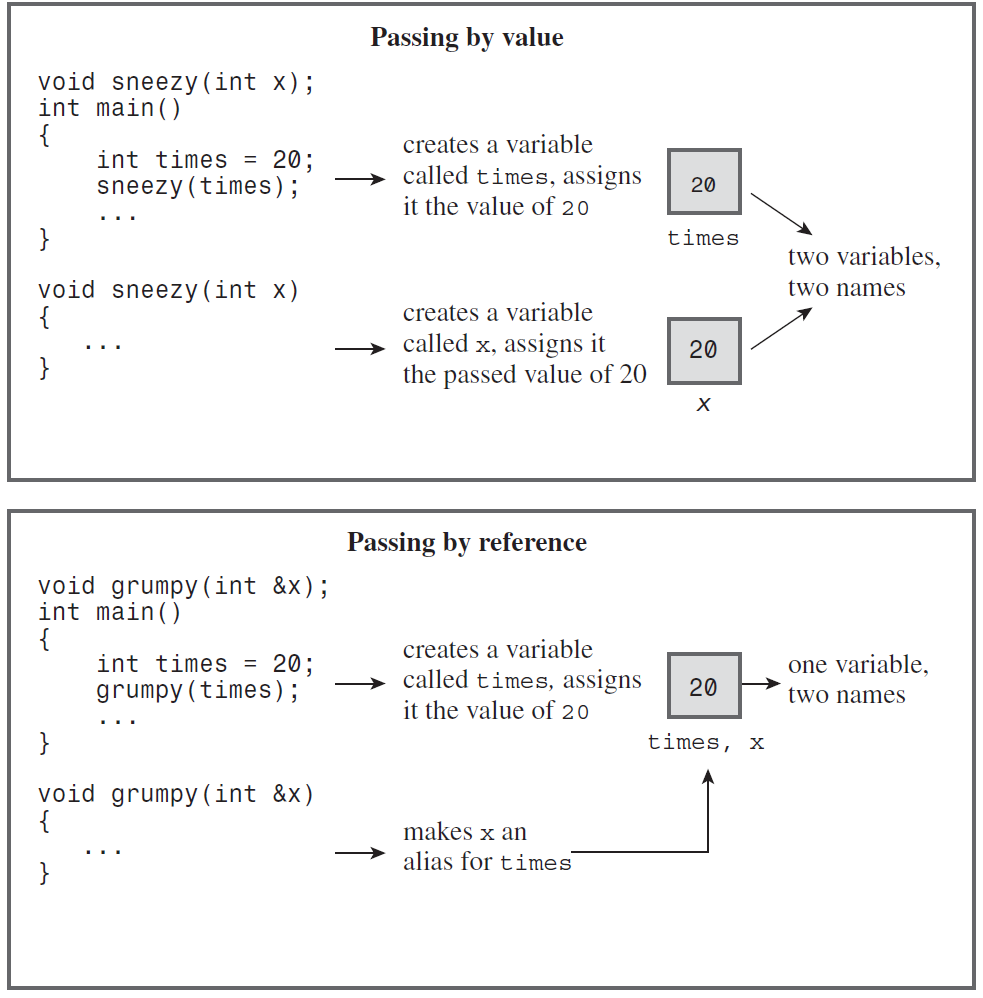 Passing by value
void sneezy(int x);
int main()
{
int times = 20;
sneezy(times);
...
}
creates a variable
called times, assigns
it the value of 20
20
times
two variables,
two names
void sneezy(int x)
{
...
}
creates a variable
called x, assigns it
the passed value of 20
20
x
Passing by reference
void grumpy(int &x);
int main()
{
int times = 20;
grumpy(times);
...
}
creates a variable
called times, assigns
it the value of 20
20
times, x
one variable,
two names
void grumpy(int &x)
{
...
}
makes x an
alias for times